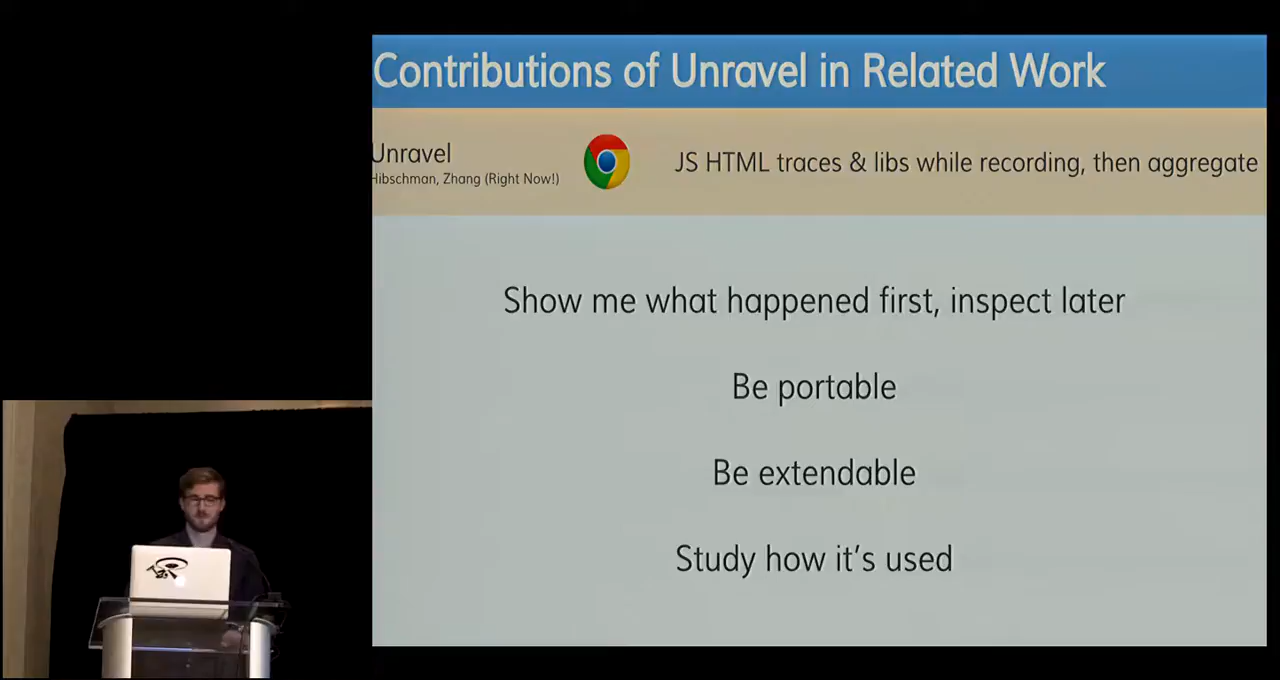 Contributions of Unravel in Related Work
Unravel
Hibschman, Zhang (Right Now!)
JS HTML traces & libs while recording, then aggregate
Show me what happened first, inspect later
Be portable
Be extendable
Study how it's used